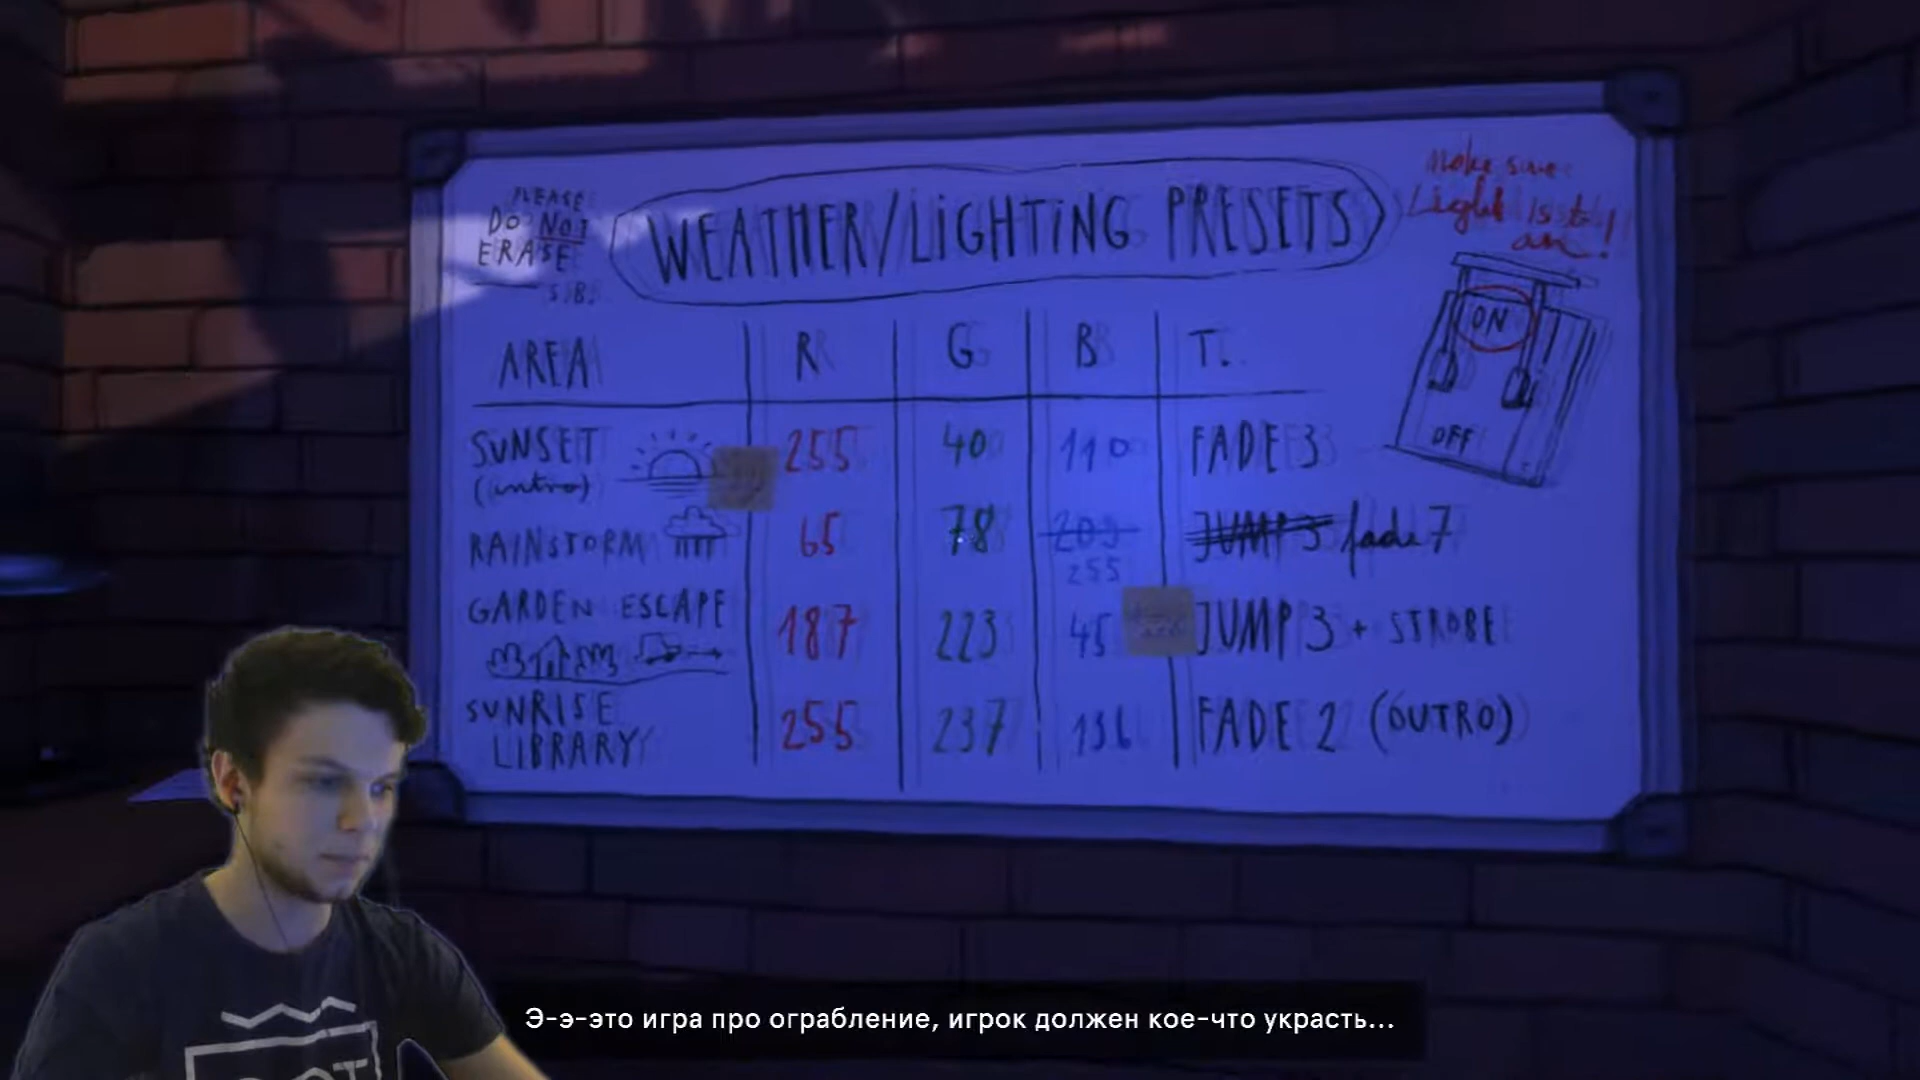 PLEASE
DO NOT
ERASE
WEATHER/LIGHTING PRESETS
Make sure
Light is
on!
ON
OFF
AREA R G B T.
SUNSET 255 40 110 FADE 3
(intro)
RAINSTORM 65 78 203 JUMP 3 fade 7
255
GARDEN ESCAPE 187 223 45 JUMP 3 + STROBE
SUNRISE
LIBRARY 255 237 136 FADE 2 (OUTRO)
Э-э-это игра про ограбление, игрок должен кое-что украсть...